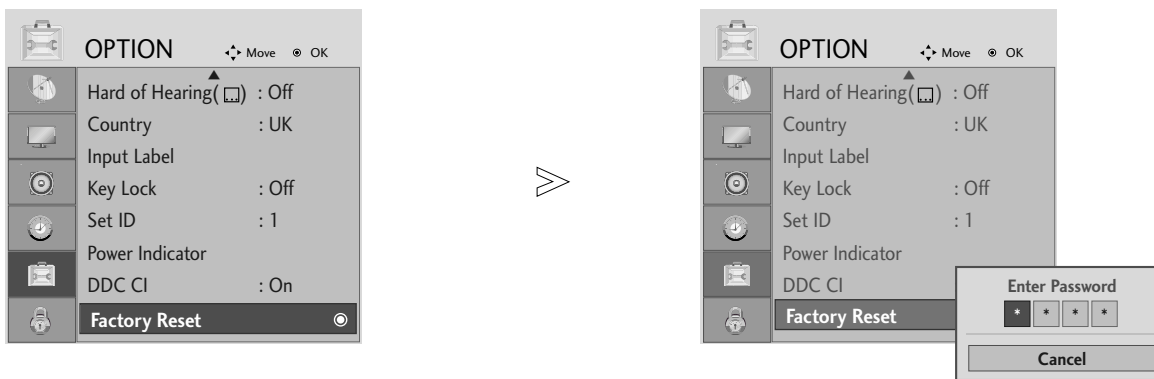 OPTION Move OK
Hard of Hearing( ) : Off
Country : UK
Input Label
Key Lock : Off
Set ID : 1
Power Indicator
DDC CI : On
Factory Reset
OPTION Move OK
Hard of Hearing( ) : Off
Country : UK
Input Label
Key Lock : Off
Set ID : 1
Power Indicator
DDC CI
Factory Reset
Enter Password
* * * *
Cancel